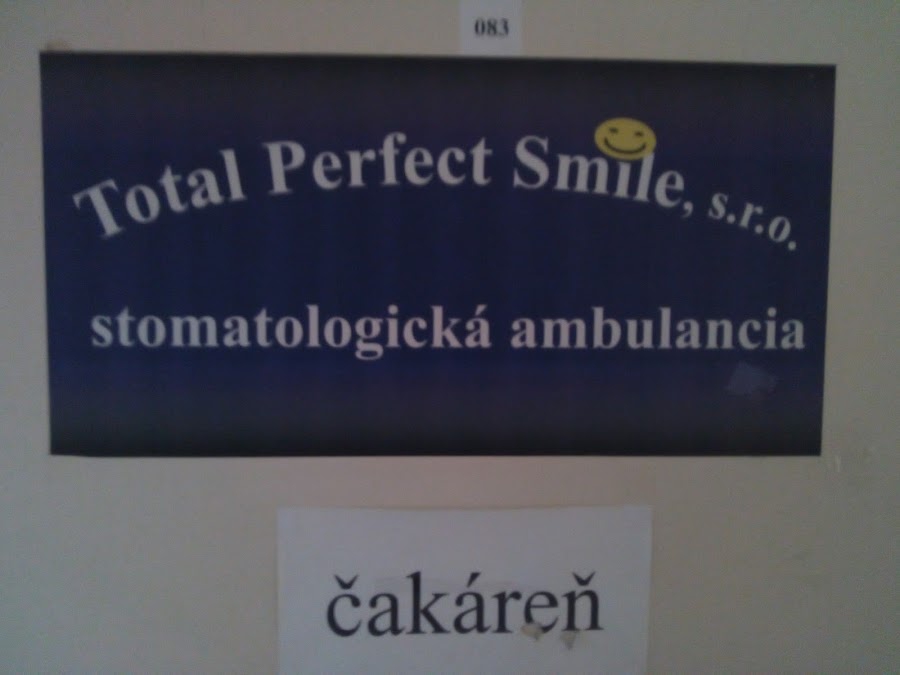 083
Total Perfect Smile, s.r.o.
stomatologická ambulancia
čakáreň